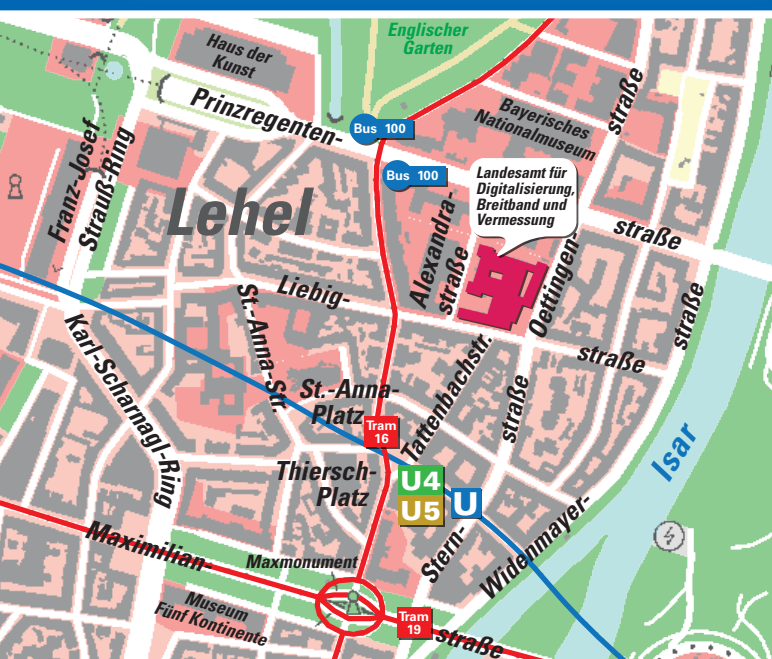 Englischer
Garten
Haus der
Kunst
Prinzregenten-
Bus 100
Bayerisches
Nationalmuseum
straße
Franz-Josef
Strauß-Ring
Bus 100
Landesamt für
Digitalisierung,
Breitband und
Vermessung
Lehel
Alexandra-
straße
Oettingen-
straße
Liebig-
straße
straße
Karl-Scharnagl-Ring
St.-Anna-Str.
St.-Anna-
Platz
Tattenbachstr.
straße
Tram
16
Thiersch-
Platz
U4
U5
U
Isar
Stern-
Widenmayer-
Maximilian-
Maxmonument
Museum
Fünf Kontinente
Tram
19
straße